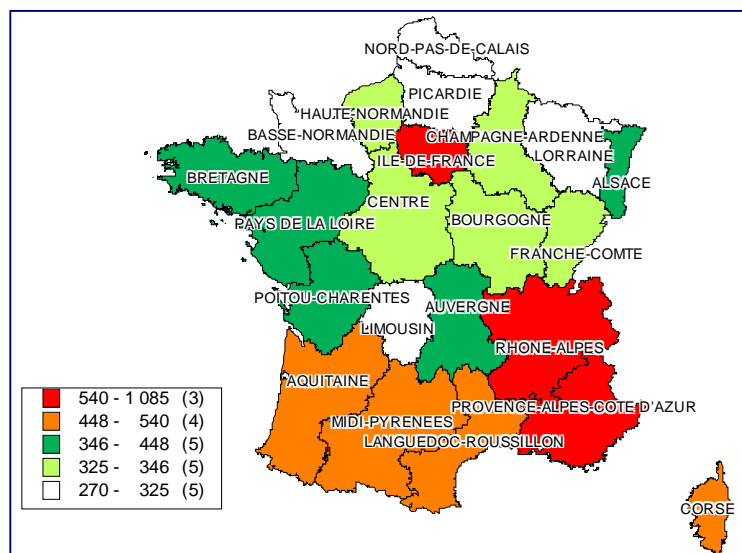 NORD-PAS-DE-CALAIS
PICARDIE
HAUTE-NORMANDIE
BASSE-NORMANDIE
CHAMPAGNE-ARDENNE
LORRAINE
ILE-DE-FRANCE
ALSACE
BRETAGNE
CENTRE
BOURGOGNE
PAYS DE LA LOIRE
FRANCHE-COMTE
POITOU-CHARENTES
AUVERGNE
LIMOUSIN
RHONE-ALPES
AQUITAINE
PROVENCE-ALPES-COTE D'AZUR
MIDI-PYRENEES
LANGUEDOC-ROUSSILLON
CORSE
540 - 1 085 (3)
448 - 540 (4)
346 - 448 (5)
325 - 346 (5)
270 - 325 (5)